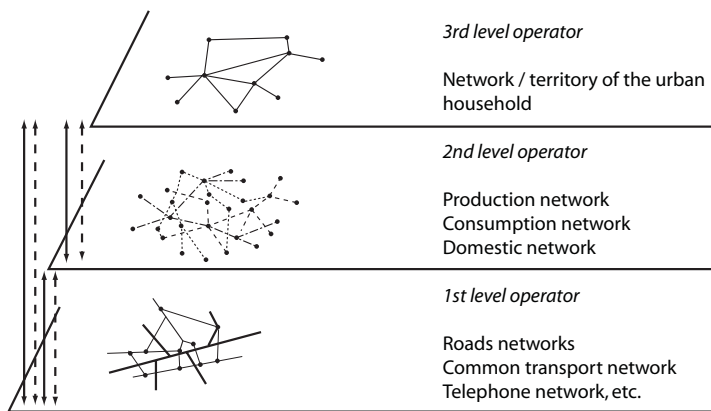 3rd level operator
Network / territory of the urban
household
2nd level operator
Production network
Consumption network
Domestic network
1st level operator
Roads networks
Common transport network
Telephone network, etc.